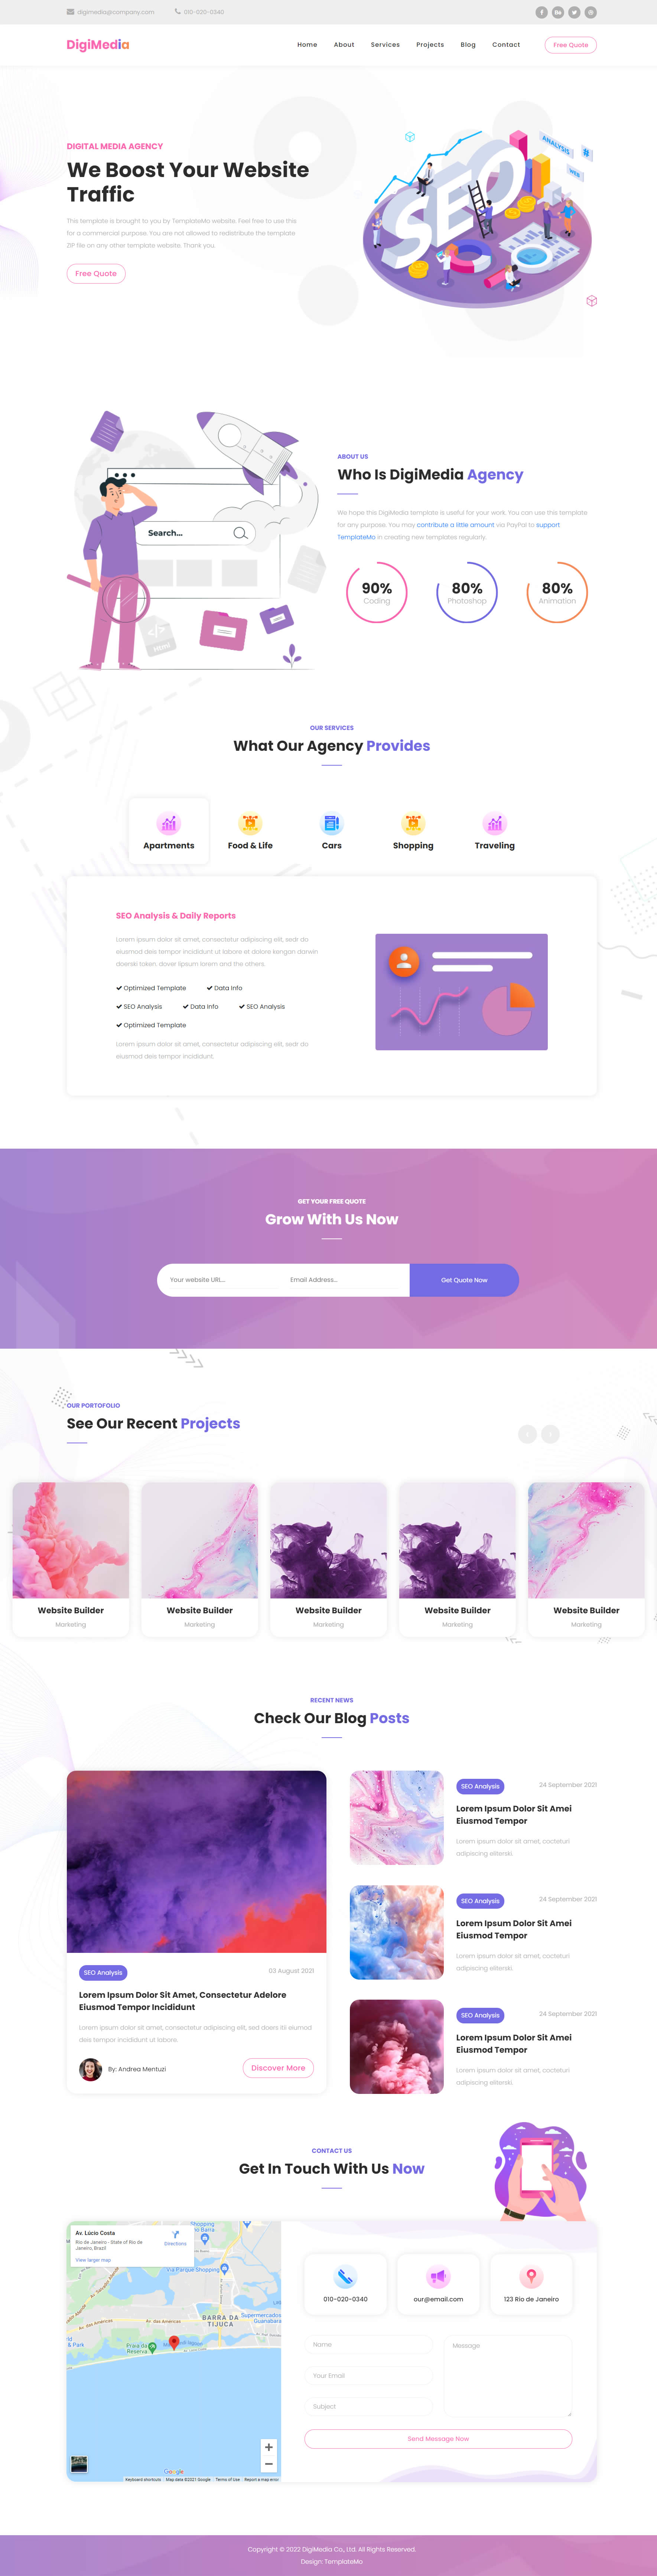 digimedia@company.com
010-020-0340
DigiMedia
Home About Services Projects Blog Contact Free Quote
DIGITAL MEDIA AGENCY
We Boost Your Website
Traffic
This template is brought to you by TemplateMo website. Feel free to use this
for a commercial purpose. You are not allowed to redistribute the template
ZIP file on any other template website. Thank you.
Free Quote
SEO
ANALYSIS
WEB
#
Search...
</>
ABOUT US
Who Is DigiMedia Agency
We hope this DigiMedia template is useful for your work. You can use this template
for any purpose. You may contribute a little amount via PayPal to support
TemplateMo in creating new templates regularly.
90%
Coding
80%
Photoshop
80%
Animation
OUR SERVICES
What Our Agency Provides
Apartments
Food & Life
Cars
Shopping
Traveling
SEO Analysis & Daily Reports
Lorem ipsum dolor sit amet, consectetur adipiscing elit, sedr do
eiusmod deis tempor incididunt ut labore et dolore kengan darwin
doerski token. dover lipsum lorem and the others.
Optimized Template
Data Info
SEO Analysis
Data Info
SEO Analysis
Optimized Template
Lorem ipsum dolor sit amet, consectetur adipiscing elit, sedr do
eiusmod deis tempor incididunt.
GET YOUR FREE QUOTE
Grow With Us Now
Your website URL...
Email Address...
Get Quote Now
OUR PORTOFOLIO
See Our Recent Projects
Website Builder
Marketing
Website Builder
Marketing
Website Builder
Marketing
Website Builder
Marketing
Website Builder
Marketing
RECENT NEWS
Check Our Blog Posts
SEO Analysis
03 August 2021
Lorem Ipsum Dolor Sit Amet, Consectetur Adelore
Eiusmod Tempor Incididunt
Lorem ipsum dolor sit amet, consectetur adipiscing elit, sed doers itii eiumod
deis tempor incididunt ut labore.
By: Andrea Mentuzi
Discover More
SEO Analysis
24 September 2021
Lorem Ipsum Dolor Sit Amei
Eiusmod Tempor
Lorem ipsum dolor sit amet, cocteturi
adipiscing eliterski.
SEO Analysis
24 September 2021
Lorem Ipsum Dolor Sit Amei
Eiusmod Tempor
Lorem ipsum dolor sit amet, cocteturi
adipiscing eliterski.
SEO Analysis
24 September 2021
Lorem Ipsum Dolor Sit Amei
Eiusmod Tempor
Lorem ipsum dolor sit amet, cocteturi
adipiscing eliterski.
CONTACT US
Get In Touch With Us Now
Av. Lúcio Costa
Rio de Janeiro - State of Rio de
Janeiro, Brazil
Directions
View larger map
Shopping
Barra
Parque Shopping
Guanabara
BARRA DA
TIJUCA
Supermercados
Praia da
Reserva
& Park
Google
Keyboard shortcuts Map data ©2021 Google Terms of Use Report a map error
010-020-0340
our@email.com
123 Rio de Janeiro
Name
Message
Your Email
Subject
Send Message Now
Copyright © 2022 DigiMedia Co., Ltd. All Rights Reserved.
Design: TemplateMo